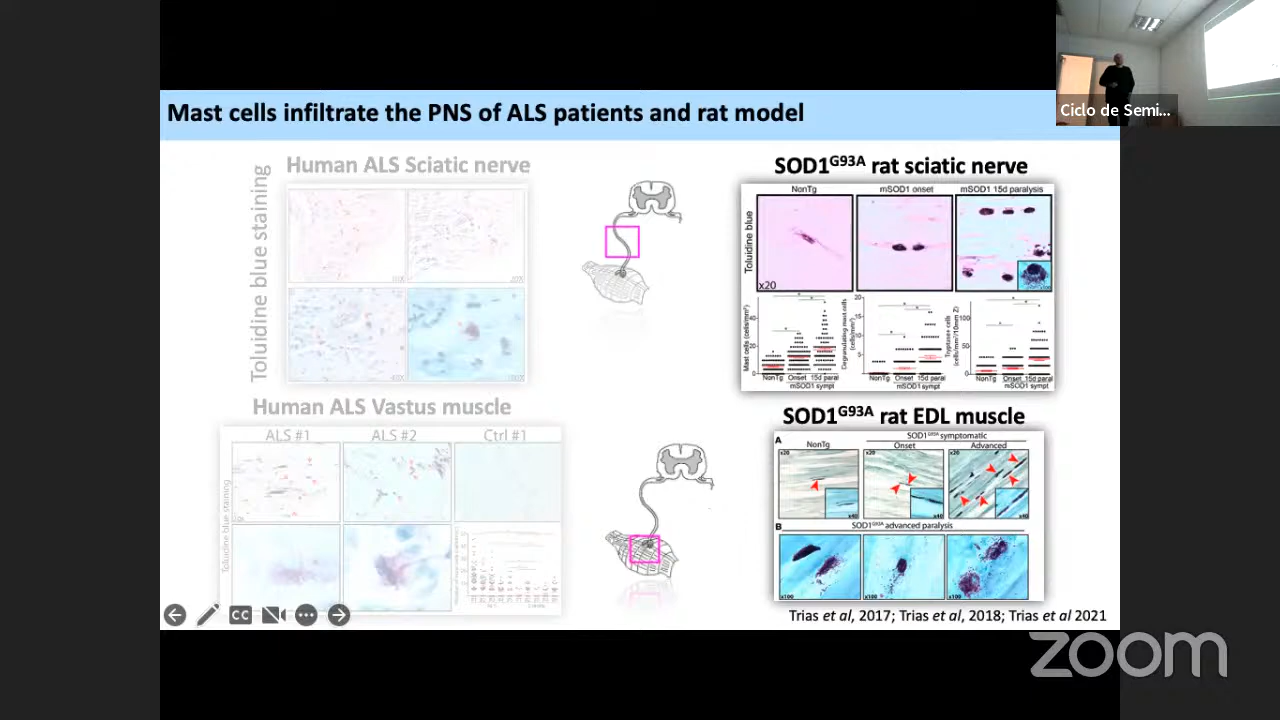 Mast cells infiltrate the PNS of ALS patients and rat model
Ciclo de Semi...
Human ALS Sciatic nerve
Toluidine blue staining
Human ALS Vastus muscle
ALS #1
ALS #2
Ctrl #1
Toluidine blue staining
SOD1G93A rat sciatic nerve
NonTg
mSOD1 onset
mSOD1 15d paralysis
Toluidine blue
x20
Mast cells (cells/mm²)
Degranulating mast cells (cells/mm²)
NonTg Onset 15d paral
mSOD1 sympt
NonTg Onset 15d paral
mSOD1 sympt
NonTg Onset 15d paral
mSOD1 sympt
SOD1G93A rat EDL muscle
A
SOD1G93A symptomatic
NonTg
Onset
Advanced
x20
x20
x20
x40
x40
x40
B
SOD1G93A advanced paralysis
x100
x100
x100
Trias et al, 2017; Trias et al, 2018; Trias et al 2021
CC
zoom